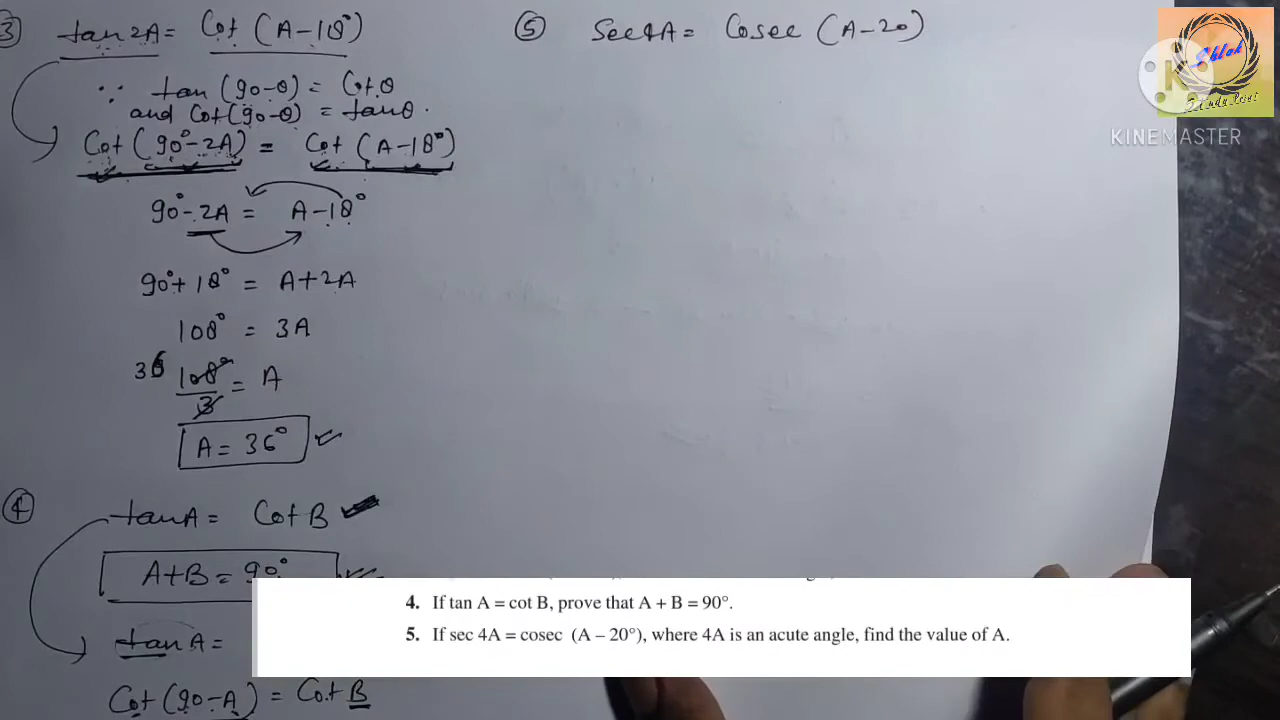 3 tan2A = Cot (A-18°)
∵ tan (90-θ) = Cotθ
and Cot(90-θ) = tanθ.
Cot (90°-2A) = Cot (A-18°)
90°-2A = A-18°
90°+18° = A+2A
108° = 3A
36 108°/3 = A
A = 36°
4 tanA = Cot B
A+B = 90°
tan A =
Cot (90-A) = Cot B
5 Sec4A = Cosec (A-20)
Shlok
KINEMASTER
4. If tan A = cot B, prove that A + B = 90°.
5. If sec 4A = cosec (A – 20°), where 4A is an acute angle, find the value of A.